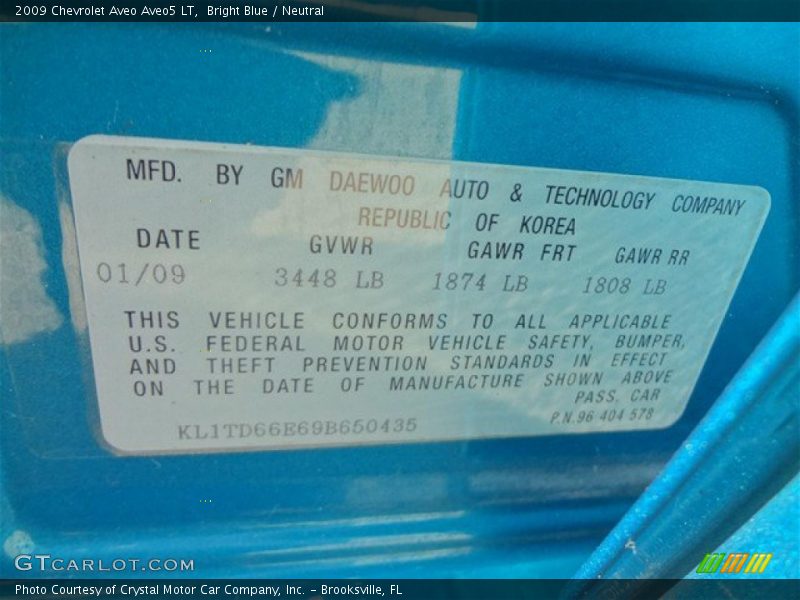 2009 Chevrolet Aveo Aveo5 LT, Bright Blue / Neutral
MFD. BY GM DAEWOO AUTO & TECHNOLOGY COMPANY
REPUBLIC OF KOREA
DATE GVWR GAWR FRT GAWR RR
01/09 3448 LB 1874 LB 1808 LB
THIS VEHICLE CONFORMS TO ALL APPLICABLE
U.S. FEDERAL MOTOR VEHICLE SAFETY, BUMPER,
AND THEFT PREVENTION STANDARDS IN EFFECT
ON THE DATE OF MANUFACTURE SHOWN ABOVE
PASS. CAR
KL1TD66E69B650435 P.N.96 404 578
GTCARLOT.COM
Photo Courtesy of Crystal Motor Car Company, Inc. – Brooksville, FL